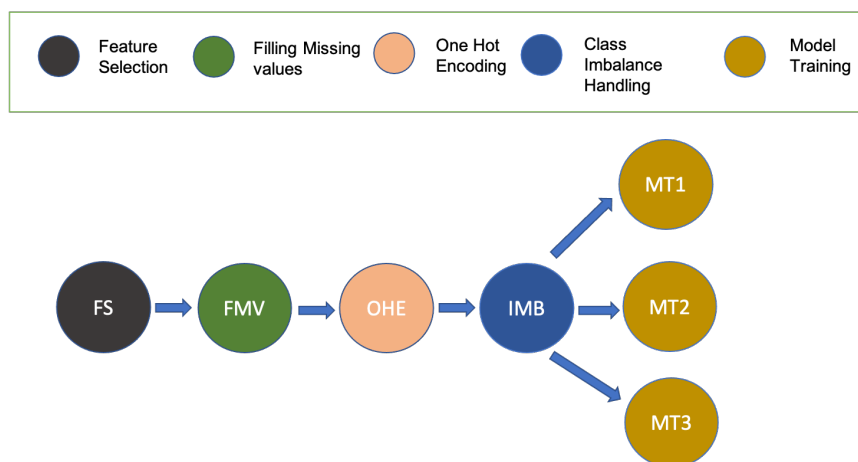 Feature
Selection
Filling Missing
values
One Hot
Encoding
Class
Imbalance
Handling
Model
Training
MT1
FS
FMV
OHE
IMB
MT2
MT3